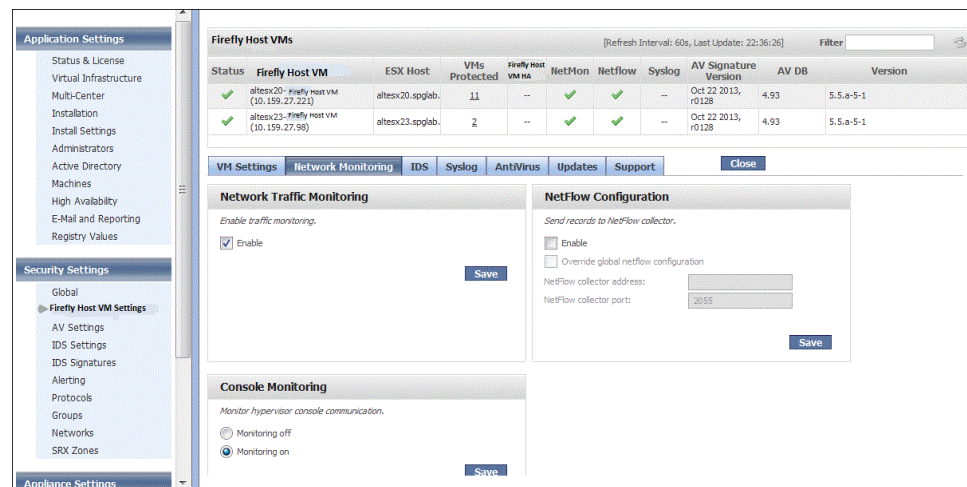 Application Settings
Status & License
Virtual Infrastructure
Multi-Center
Installation
Install Settings
Administrators
Active Directory
Machines
High Availability
E-Mail and Reporting
Registry Values
Security Settings
Global
Firefly Host VM Settings
AV Settings
IDS Settings
IDS Signatures
Alerting
Protocols
Groups
Networks
SRX Zones
Appliance Settings
Firefly Host VMs [Refresh Interval: 60s, Last Update: 22:36:26] Filter
Status Firefly Host VM ESX Host VMs Protected Firefly Host VM HA NetMon Netflow Syslog AV Signature Version AV DB Version
altesx20- Firefly Host VM (10.159.27.221) altesx20.spglab. 11 -- -- Oct 22 2013, r0128 4.93 5.5.a-5-1
altesx23- Firefly Host VM (10.159.27.98) altesx23.spglab. 2 -- -- Oct 22 2013, r0128 4.93 5.5.a-5-1
VM Settings Network Monitoring IDS Syslog AntiVirus Updates Support Close
Network Traffic Monitoring
Enable traffic monitoring.
Enable
Save
NetFlow Configuration
Send records to NetFlow collector.
Enable
Override global netflow configuration
NetFlow collector address:
NetFlow collector port: 2055
Save
Console Monitoring
Monitor hypervisor console communication.
Monitoring off
Monitoring on
Save